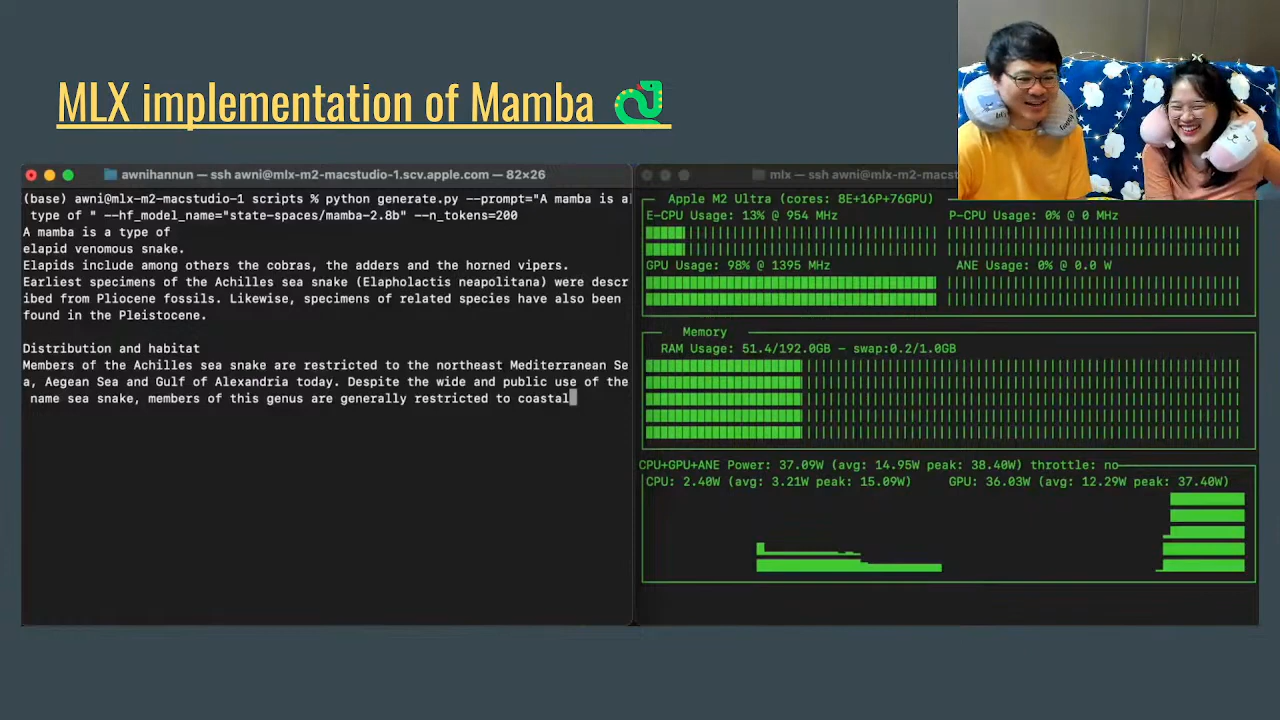 MLX implementation of Mamba
awnihannun — ssh awni@mlx-m2-macstudio-1.scv.apple.com — 82×26
(base) awni@mlx-m2-macstudio-1 scripts % python generate.py --prompt="A mamba is a
 type of " --hf_model_name="state-spaces/mamba-2.8b" --n_tokens=200
A mamba is a type of
elapid venomous snake.
Elapids include among others the cobras, the adders and the horned vipers.
Earliest specimens of the Achilles sea snake (Elapholactis neapolitana) were descr
ibed from Pliocene fossils. Likewise, specimens of related species have also been
found in the Pleistocene.
Distribution and habitat
Members of the Achilles sea snake are restricted to the northeast Mediterranean Se
a, Aegean Sea and Gulf of Alexandria today. Despite the wide and public use of the
 name sea snake, members of this genus are generally restricted to coastal
mlx — ssh awni@mlx-m2-macstudio-1.scv.apple.com
Apple M2 Ultra (cores: 8E+16P+76GPU)
E-CPU Usage: 13% @ 954 MHz
P-CPU Usage: 0% @ 0 MHz
GPU Usage: 98% @ 1395 MHz
ANE Usage: 0% @ 0.0 W
Memory
RAM Usage: 51.4/192.0GB - swap:0.2/1.0GB
CPU+GPU+ANE Power: 37.09W (avg: 14.95W peak: 38.40W) throttle: no
CPU: 2.40W (avg: 3.21W peak: 15.09W)
GPU: 36.03W (avg: 12.29W peak: 37.40W)